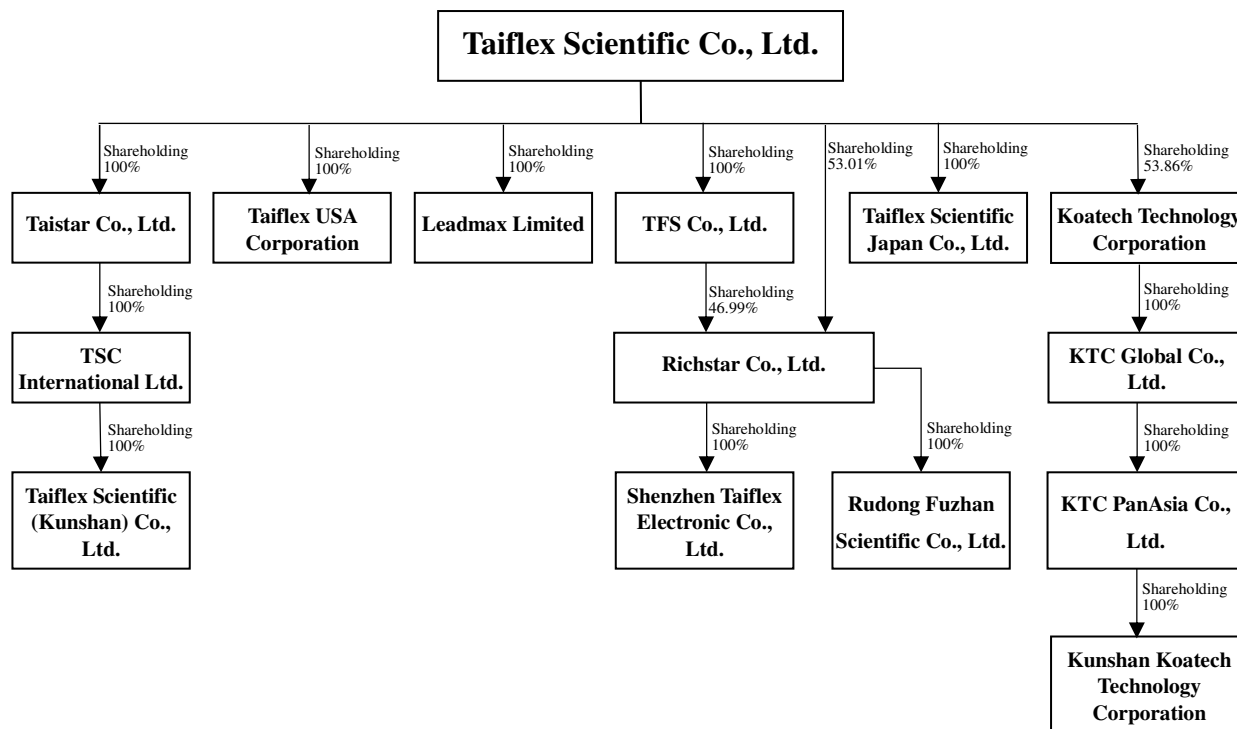 Taiflex Scientific Co., Ltd.
Shareholding
100%
Shareholding
100%
Shareholding
100%
Shareholding
100%
Shareholding
53.01%
Shareholding
100%
Shareholding
53.86%
Taistar Co., Ltd.
Taiflex USA
Corporation
Leadmax Limited
TFS Co., Ltd.
Taiflex Scientific
Japan Co., Ltd.
Koatech Technology
Corporation
Shareholding
100%
Shareholding
46.99%
Shareholding
100%
TSC
International Ltd.
Richstar Co., Ltd.
KTC Global Co.,
Ltd.
Shareholding
100%
Shareholding
100%
Shareholding
100%
Shareholding
100%
Taiflex Scientific
(Kunshan) Co.,
Ltd.
Shenzhen Taiflex
Electronic Co.,
Ltd.
Rudong Fuzhan
Scientific Co., Ltd.
KTC PanAsia Co.,
Ltd.
Shareholding
100%
Kunshan Koatech
Technology
Corporation